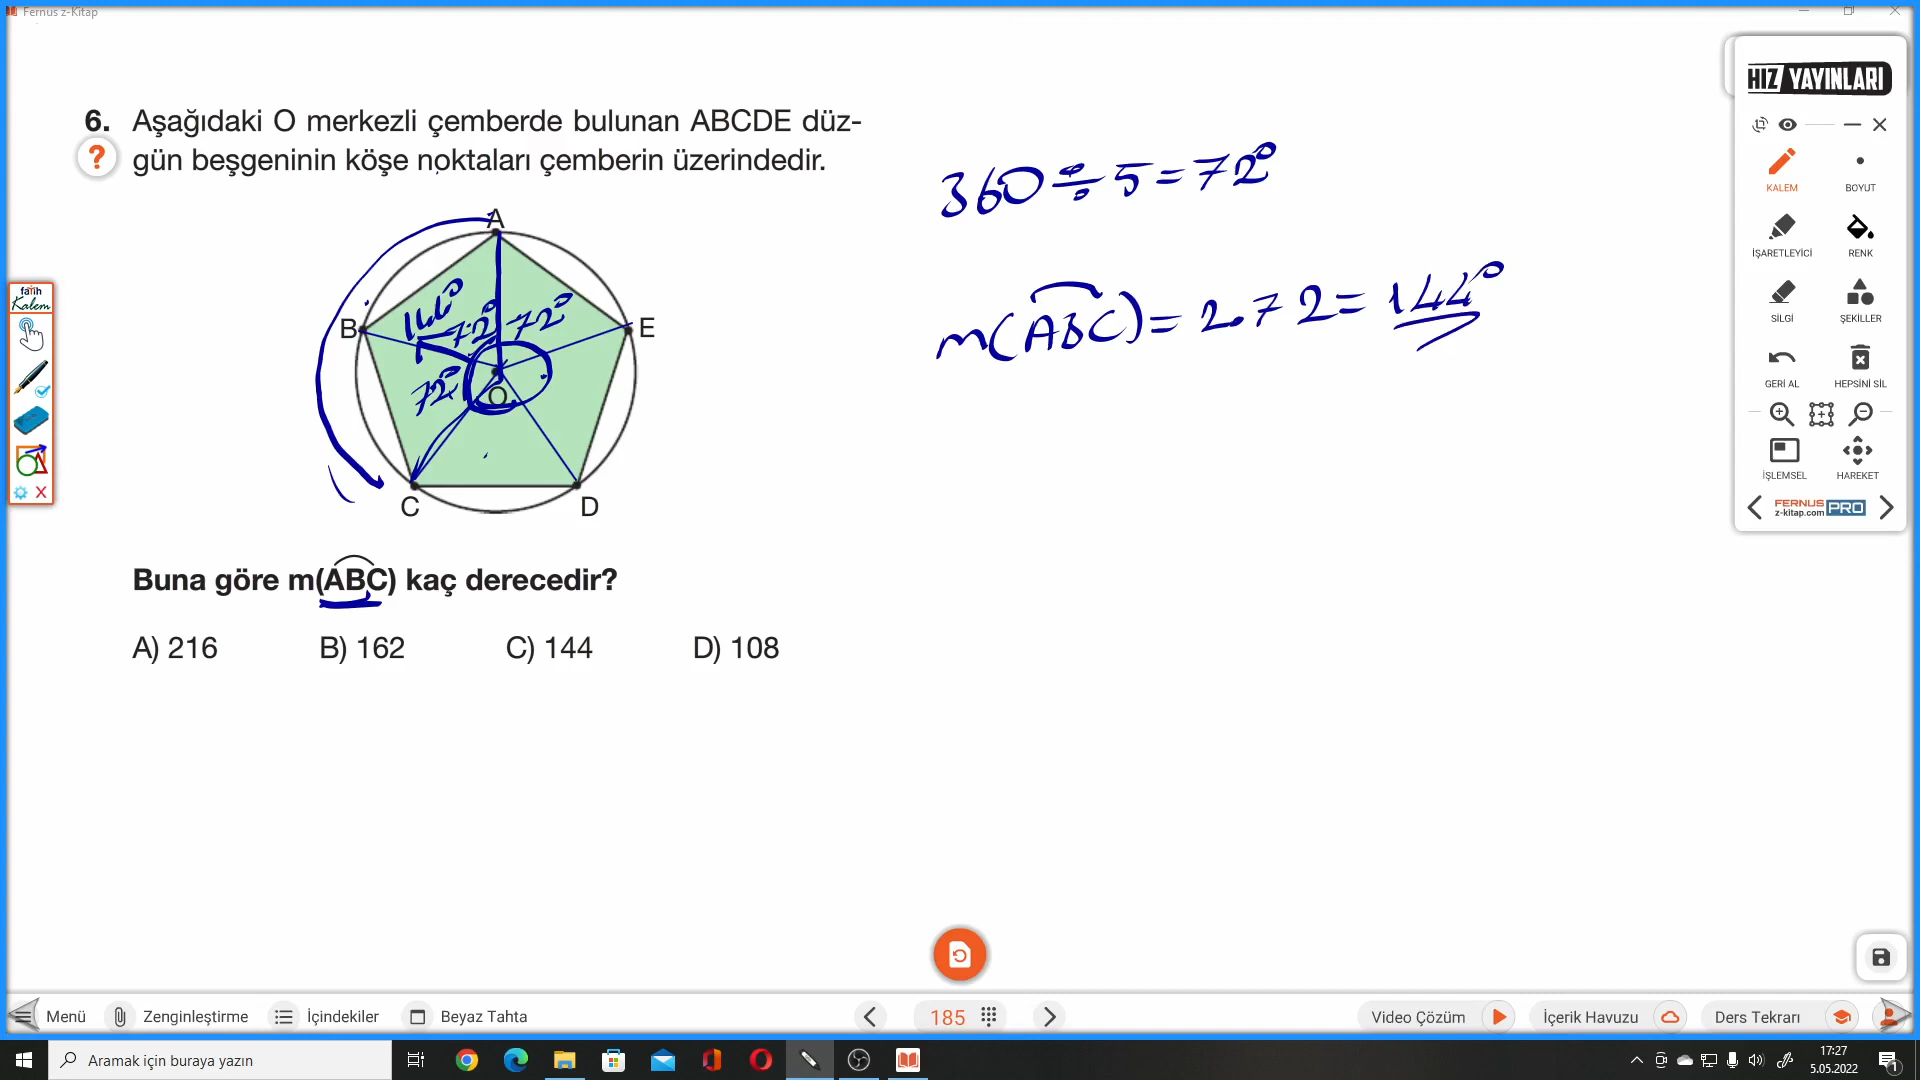 Fernus z-Kitap
6. Aşağıdaki O merkezli çemberde bulunan ABCDE düz-
gün beşgeninin köşe noktaları çemberin üzerindedir.
?
360 ÷ 5 = 72°
m(ABC) = 2.72 = 144°
A
B
E
O
C
D
144°
72°
72°
72°
Buna göre m(ABC) kaç derecedir?
A) 216 B) 162 C) 144 D) 108
fatih
Kalem
X
HIZ YAYINLARI
KALEM BOYUT
İŞARETLEYİCİ RENK
SİLGİ ŞEKİLLER
GERİ AL HEPSİNİ SİL
İŞLEMSEL HAREKET
FERNUS
z-kitap.com PRO
Menü Zenginleştirme İçindekiler Beyaz Tahta 185 Video Çözüm İçerik Havuzu Ders Tekrarı
Aramak için buraya yazın
17:27
5.05.2022
1